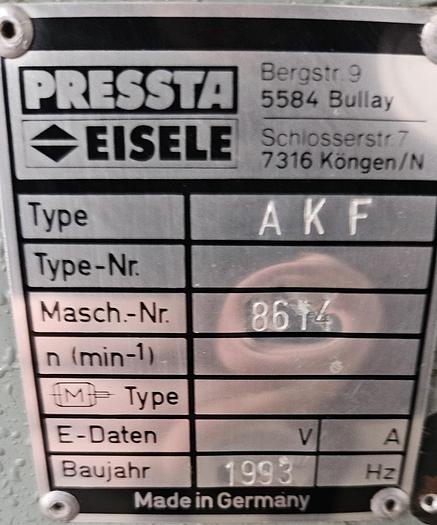 PRESSTA Bergstr. 9
5584 Bullay
EISELE Schlosserstr. 7
7316 Köngen/N
Type AKF
Type-Nr.
Masch.-Nr. 8614
n (min-1)
M Type
E-Daten V A
Baujahr 1993 Hz
Made in Germany